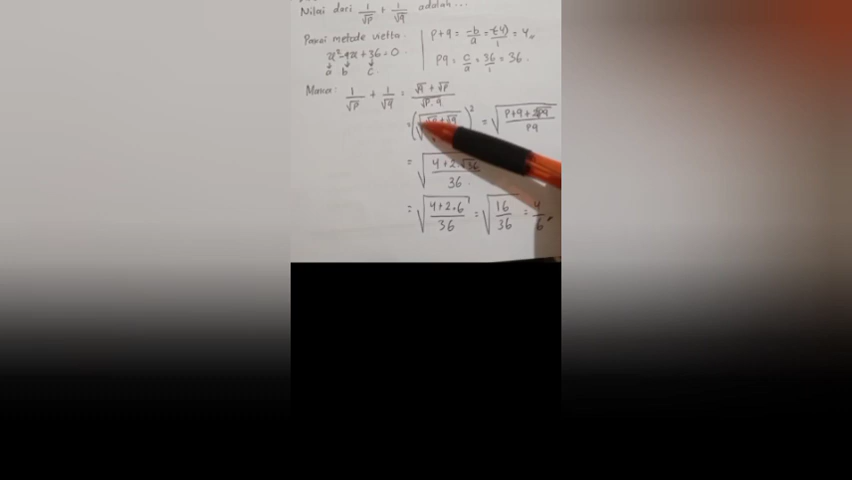 Nilai dari 1/√p + 1/√q adalah...
Pakai metode vietta.
x² - 4x + 36 = 0.
a b c
p + q = -b/a = -(-4)/1 = 4
pq = c/a = 36/1 = 36.
Maka: 1/√p + 1/√q = √q + √p / √p.q
= √(p + q + 2√pq / pq)
= √(4 + 2.√36 / 36)
= √(4 + 2.6 / 36) = √(16/36) = 4/6